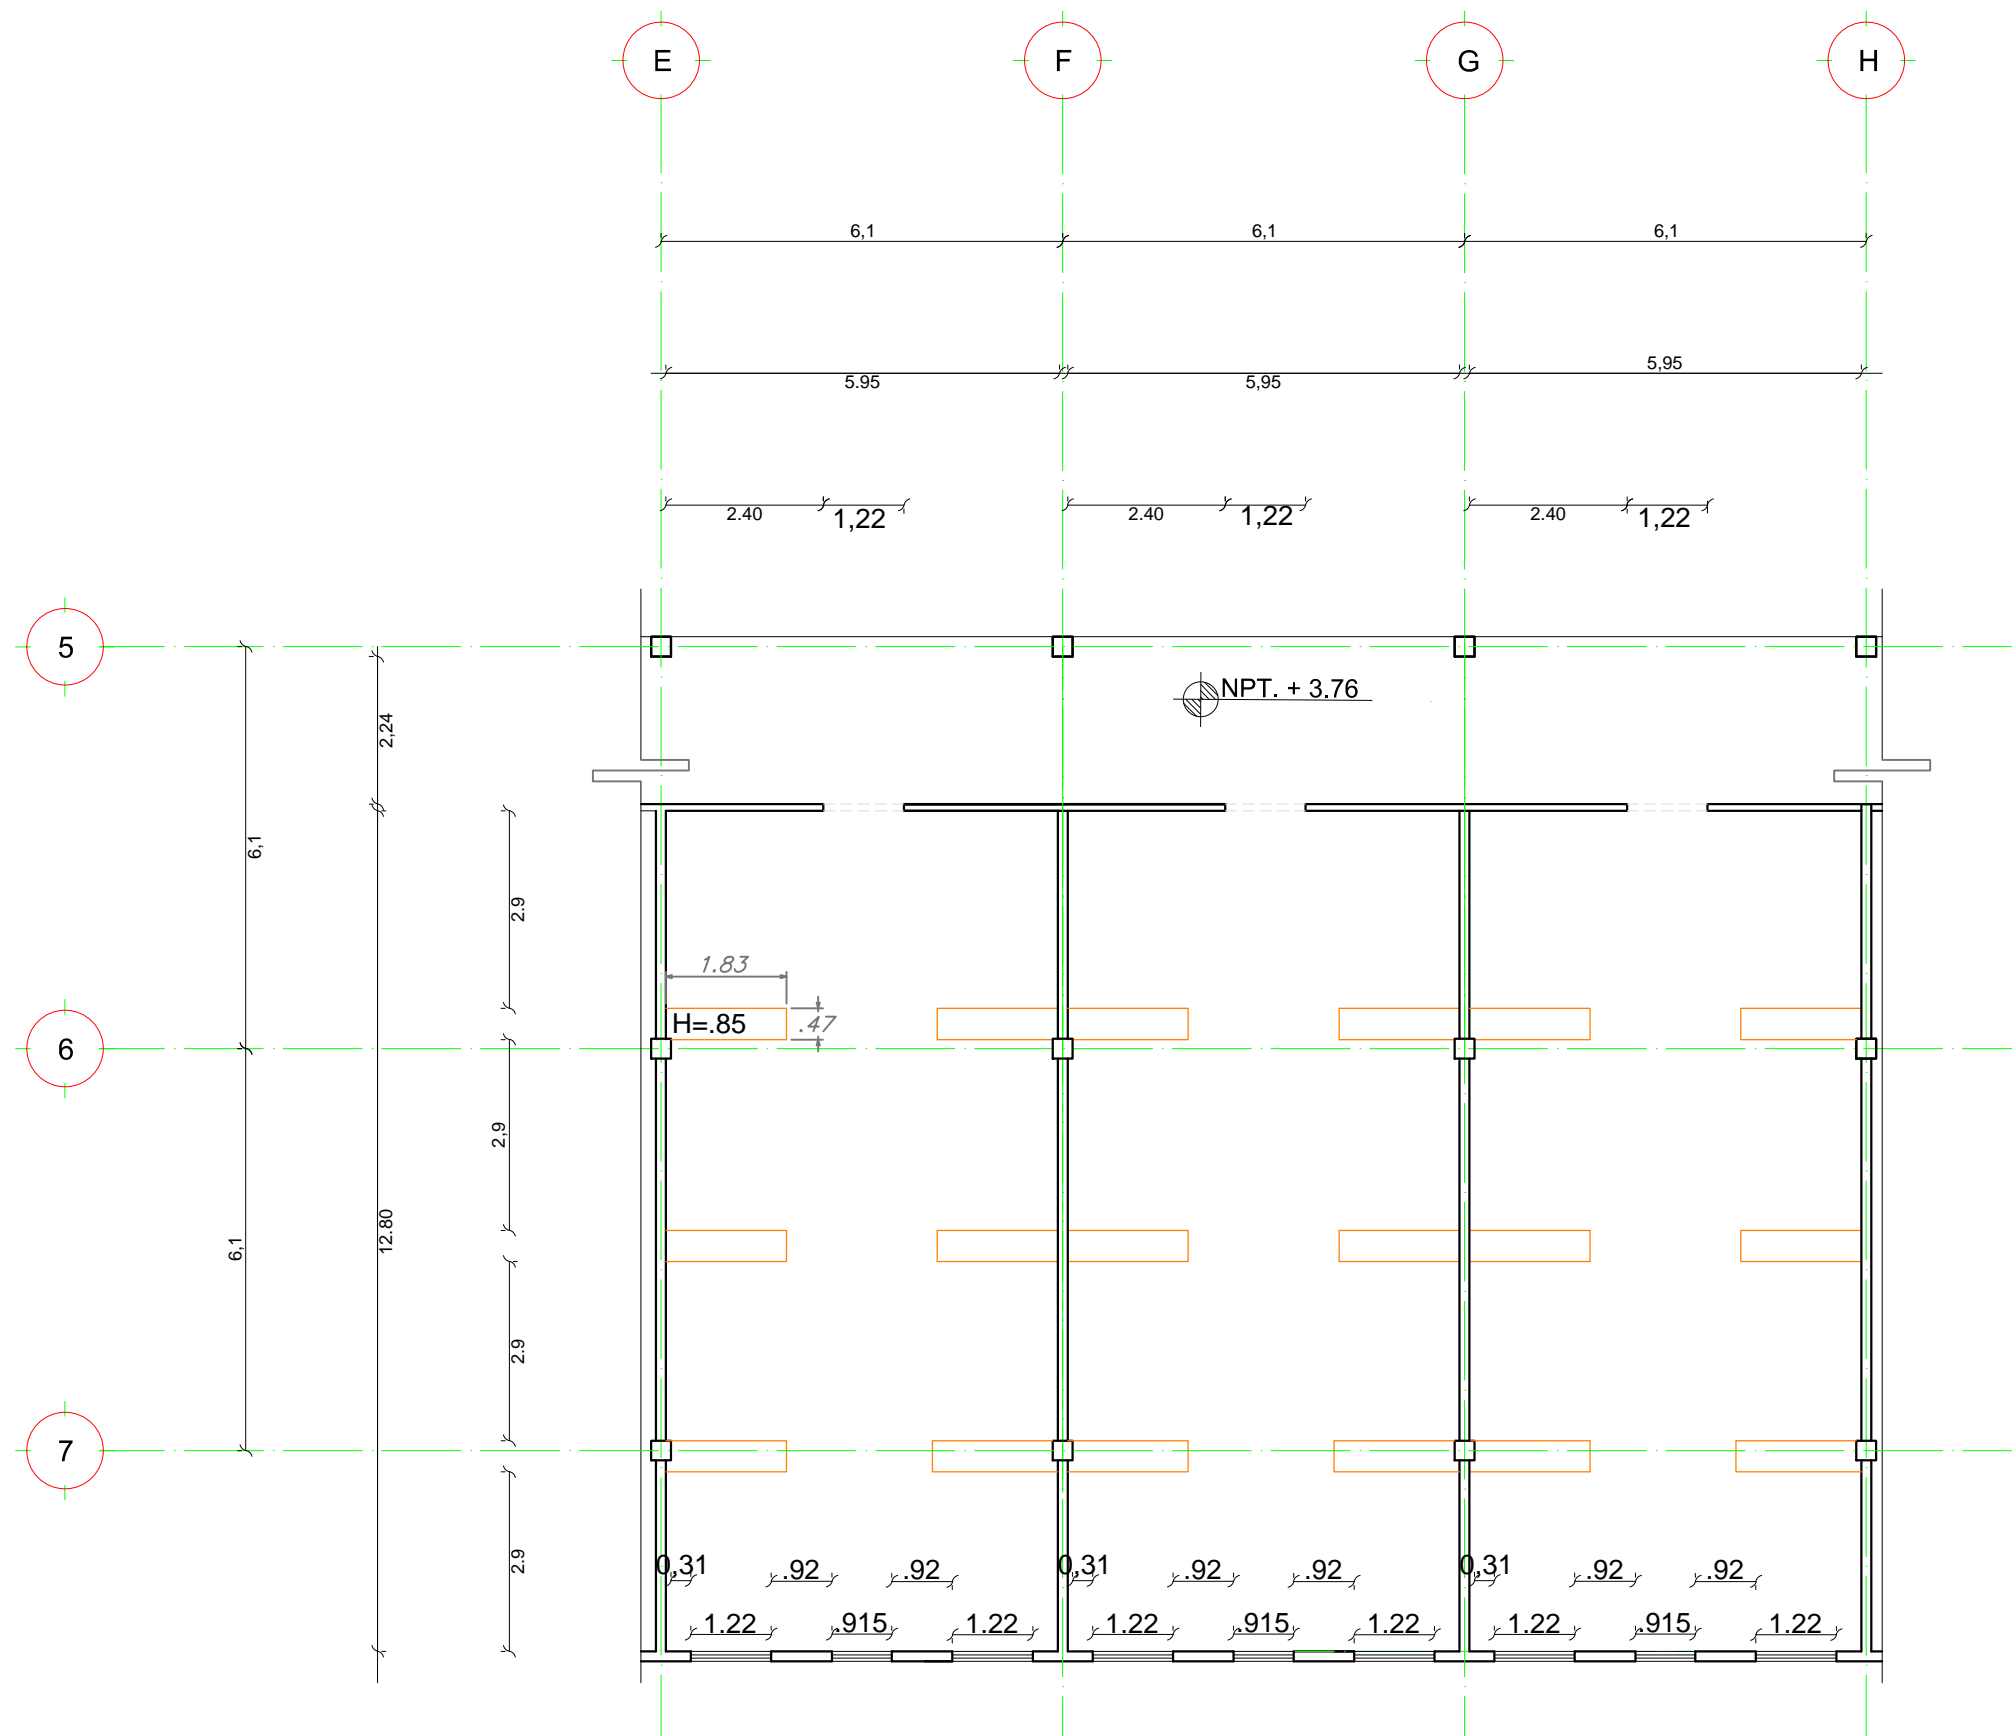 E F G H
6,1 6,1 6,1
5.95 5,95 5,95
2.40 1,22 2.40 1,22 2.40 1,22
5
NPT. + 3.76
2,24
6,1
2.9
1.83
H=.85 .47
6
2,9
12.80
6,1
2.9
7
2.9
0,31 .92 .92 0,31 .92 .92 0,31 .92 .92
1.22 .915 1.22 1.22 .915 1.22 1.22 .915 1.22